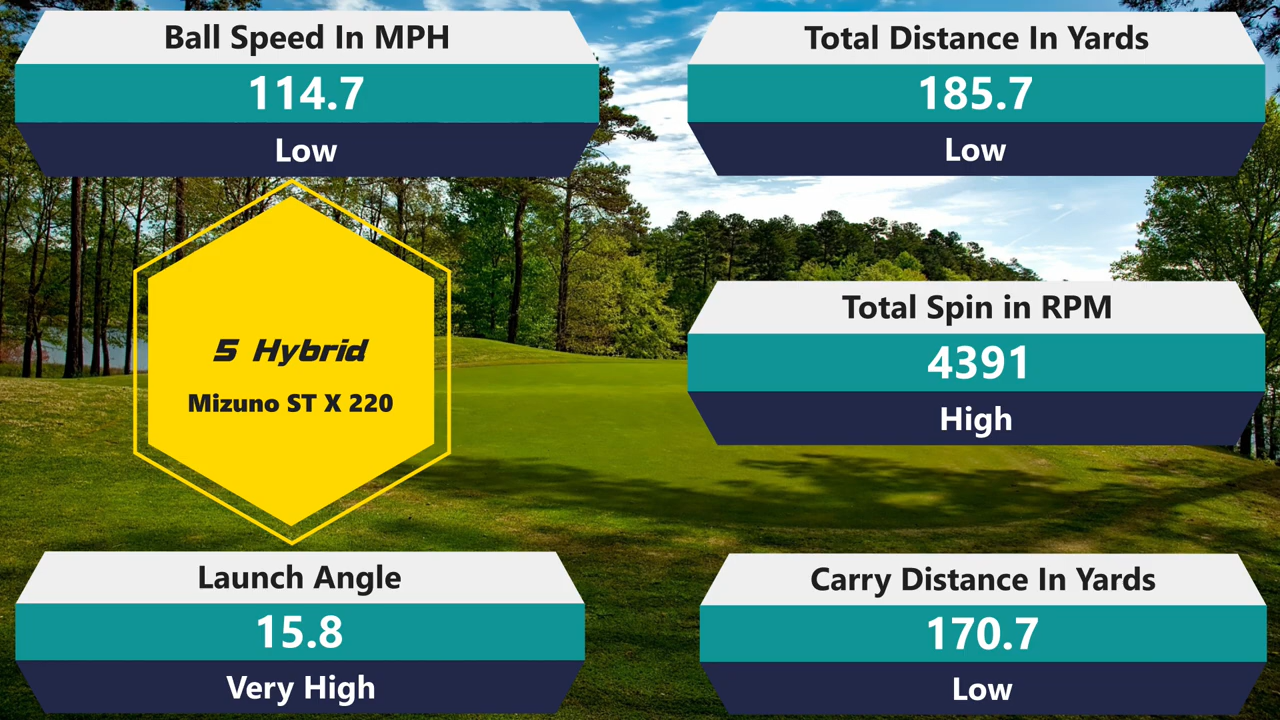 Ball Speed In MPH
114.7
Low
Total Distance In Yards
185.7
Low
5 Hybrid
Mizuno ST X 220
Total Spin in RPM
4391
High
Launch Angle
15.8
Very High
Carry Distance In Yards
170.7
Low